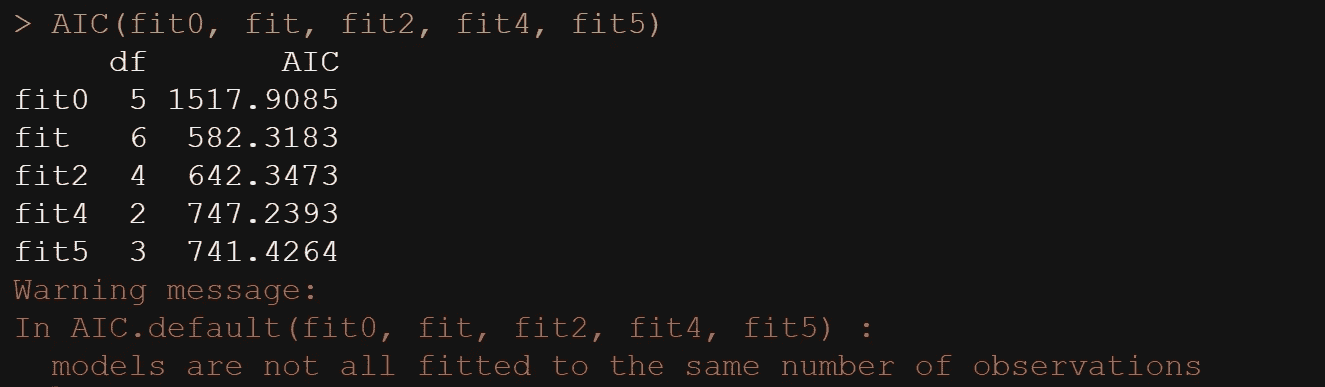 > AIC(fit0, fit, fit2, fit4, fit5)
df AIC
fit0 5 1517.9085
fit 6 582.3183
fit2 4 642.3473
fit4 2 747.2393
fit5 3 741.4264
Warning message:
In AIC.default(fit0, fit, fit2, fit4, fit5) :
models are not all fitted to the same number of observations